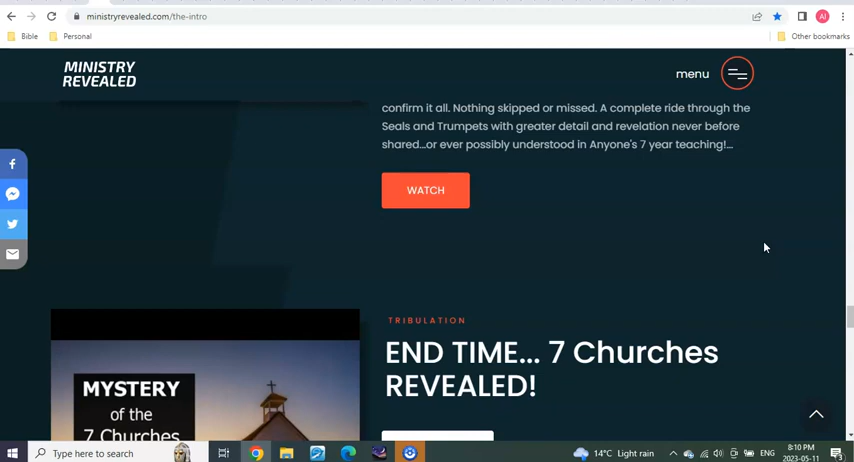 ministryrevealed.com/the-intro
Bible
Personal
Other bookmarks
MINISTRY
REVEALED
menu
confirm it all. Nothing skipped or missed. A complete ride through the
Seals and Trumpets with greater detail and revelation never before
shared...or ever possibly understood in Anyone's 7 year teaching!...
WATCH
TRIBULATION
END TIME... 7 Churches
REVEALED!
MYSTERY
of the
7 Churches
Type here to search
14°C Light rain
ENG
8:10 PM
2023-05-11